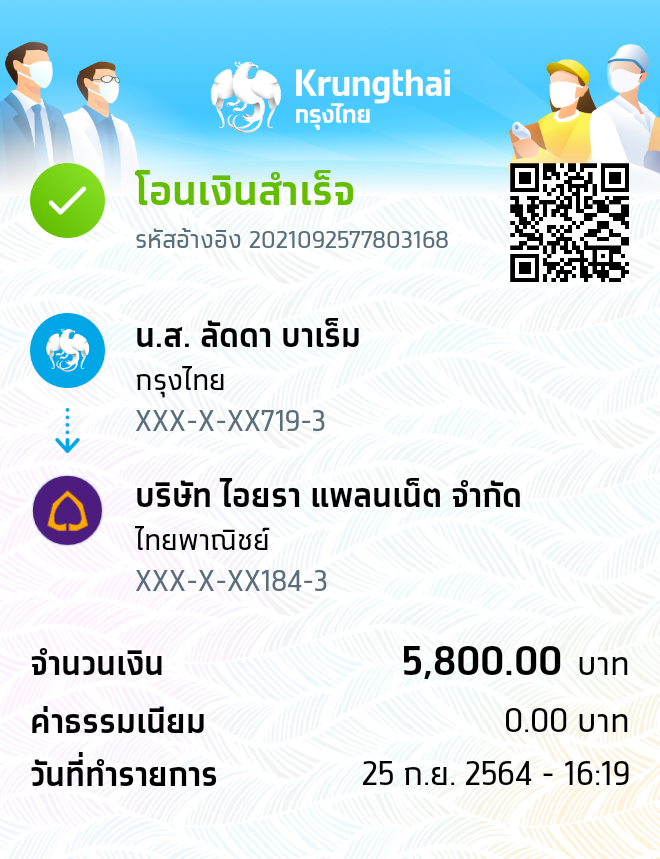 Krungthai
กรุงไทย
โอนเงินสำเร็จ
รหัสอ้างอิง 2021092577803168
น.ส. ลัดดา บาเร็ม
กรุงไทย
XXX-X-XX719-3
บริษัท ไอยรา แพลนเน็ต จำกัด
ไทยพาณิชย์
XXX-X-XX184-3
จำนวนเงิน 5,800.00 บาท
ค่าธรรมเนียม 0.00 บาท
วันที่ทำรายการ 25 ก.ย. 2564 - 16:19